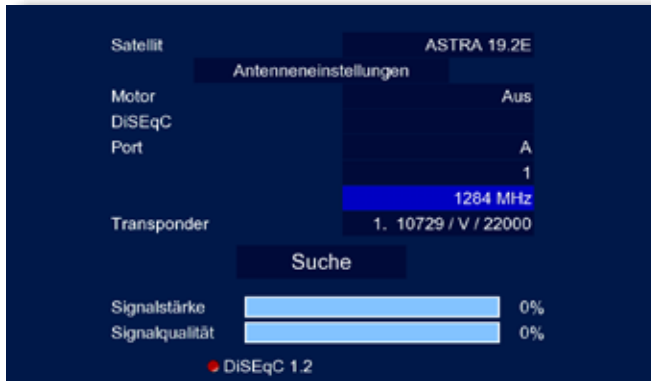 Satellit ASTRA 19.2E
Antenneneinstellungen
Motor Aus
DiSEqC
Port A
1
1284 MHz
Transponder 1. 10729 / V / 22000
Suche
Signalstärke 0%
Signalqualität 0%
DiSEqC 1.2